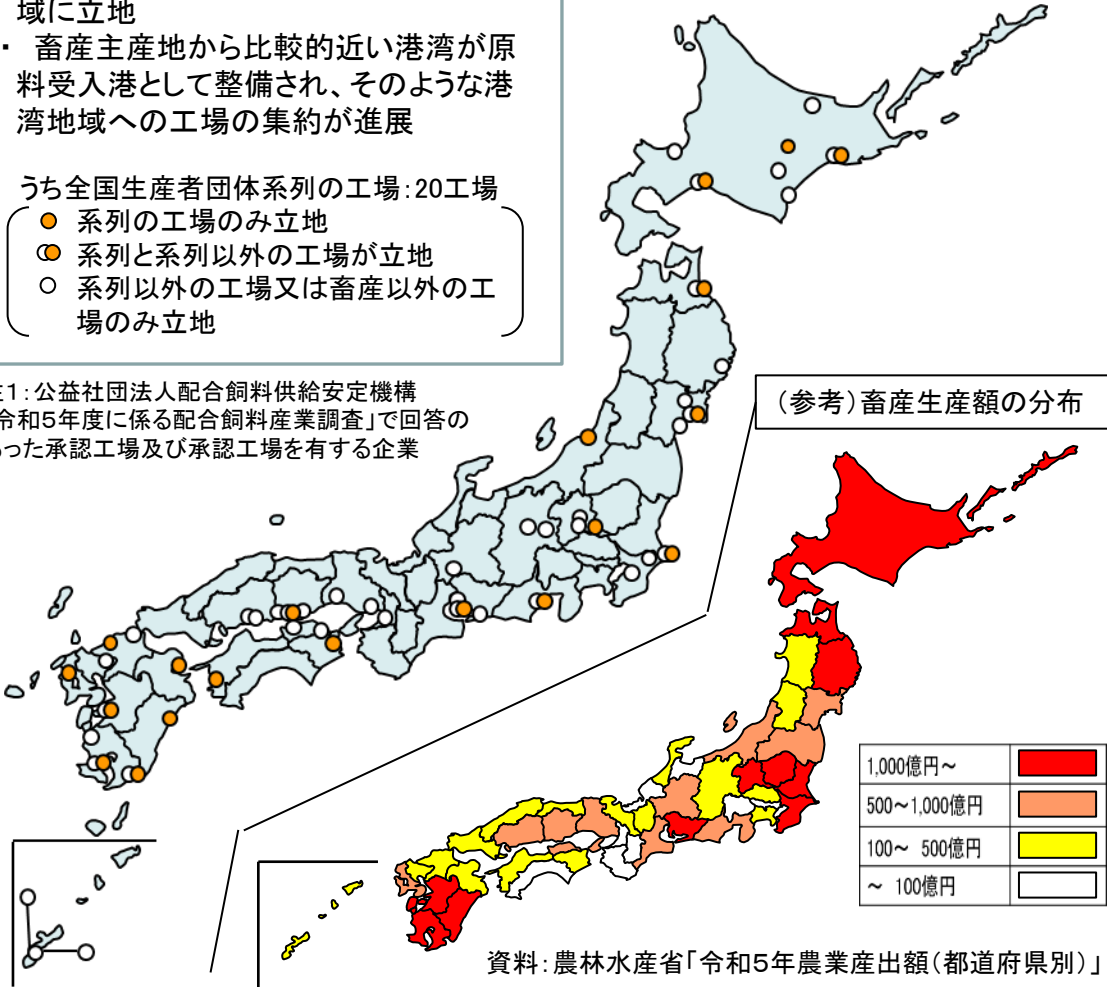 域に立地
・ 畜産主産地から比較的近い港湾が原
料受入港として整備され、そのような港
湾地域への工場の集約が進展
うち全国生産者団体系列の工場:20工場
系列の工場のみ立地
系列と系列以外の工場が立地
系列以外の工場又は畜産以外の工
場のみ立地
1:公益社団法人配合飼料供給安定機構
令和5年度に係る配合飼料産業調査」で回答の
あった承認工場及び承認工場を有する企業
(参考)畜産生産額の分布
1,000億円~
500~1,000億円
100~ 500億円
~ 100億円
資料:農林水産省「令和5年農業産出額(都道府県別)」